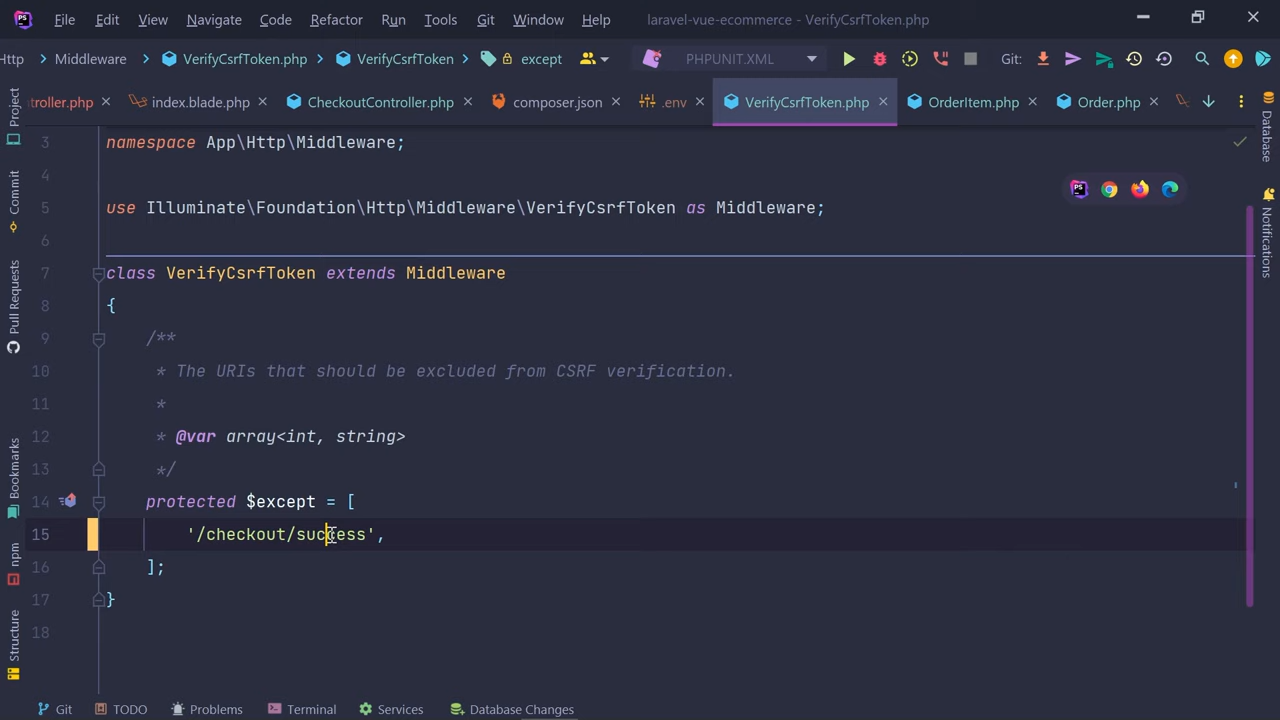 File Edit View Navigate Code Refactor Run Tools Git Window Help laravel-vue-ecommerce - VerifyCsrfToken.php
Http Middleware VerifyCsrfToken.php VerifyCsrfToken except PHPUNIT.XML Git:
troller.php index.blade.php CheckoutController.php composer.json .env VerifyCsrfToken.php OrderItem.php Order.php
Project
Commit
Pull Requests
Bookmarks
npm
Structure
3 namespace App\Http\Middleware;
4
5 use Illuminate\Foundation\Http\Middleware\VerifyCsrfToken as Middleware;
6
7 class VerifyCsrfToken extends Middleware
8 {
9 /**
10 * The URIs that should be excluded from CSRF verification.
11 *
12 * @var array<int, string>
13 */
14 protected $except = [
15 '/checkout/success',
16 ];
17 }
18
Database
Notifications
Git TODO Problems Terminal Services Database Changes